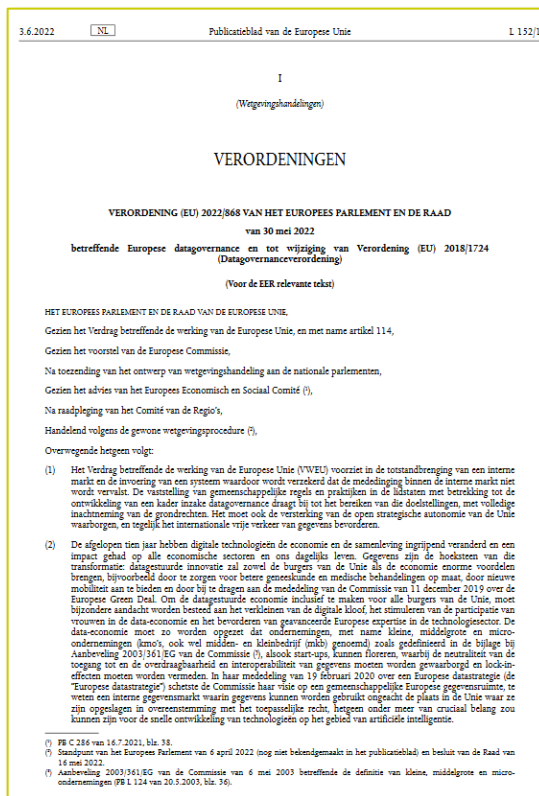 3.6.2022 NL Publicatieblad van de Europese Unie L 152/1
I
(Wetgevingshandelingen)
VERORDENINGEN
VERORDENING (EU) 2022/868 VAN HET EUROPEES PARLEMENT EN DE RAAD
van 30 mei 2022
betreffende Europese datagovernance en tot wijziging van Verordening (EU) 2018/1724
(Datagovernanceverordening)
(Voor de EER relevante tekst)
HET EUROPEES PARLEMENT EN DE RAAD VAN DE EUROPESE UNIE,
Gezien het Verdrag betreffende de werking van de Europese Unie, en met name artikel 114,
Gezien het voorstel van de Europese Commissie,
Na toezending van het ontwerp van wetgevingshandeling aan de nationale parlementen,
Gezien het advies van het Europees Economisch en Sociaal Comité (¹),
Na raadpleging van het Comité van de Regio's,
Handelend volgens de gewone wetgevingsprocedure (²),
Overwegende hetgeen volgt:
(1) Het Verdrag betreffende de werking van de Europese Unie (VWEU) voorziet in de totstandbrenging van een interne
markt en de invoering van een systeem waardoor wordt verzekerd dat de mededinging binnen de interne markt niet
wordt vervalst. De vaststelling van gemeenschappelijke regels en praktijken in de lidstaten met betrekking tot de
ontwikkeling van een kader inzake datagovernance draagt bij tot het bereiken van die doelstellingen, met volledige
inachtneming van de grondrechten. Het moet ook de versterking van de open strategische autonomie van de Unie
waarborgen, en tegelijk het internationale vrije verkeer van gegevens bevorderen.
(2) De afgelopen tien jaar hebben digitale technologieën de economie en de samenleving ingrijpend veranderd en een
impact gehad op alle economische sectoren en ons dagelijks leven. Gegevens zijn de hoeksteen van die
transformatie: datagestuurde innovatie zal zowel de burgers van de Unie als de economie enorme voordelen
brengen, bijvoorbeeld door te zorgen voor betere geneeskunde en medische behandelingen op maat, door nieuwe
mobiliteit aan te bieden en door bij te dragen aan de mededeling van de Commissie van 11 december 2019 over de
Europese Green Deal. Om de datagestuurde economie inclusief te maken voor alle burgers van de Unie, moet
bijzondere aandacht worden besteed aan het verkleinen van de digitale kloof, het stimuleren van de participatie van
vrouwen in de data-economie en het bevorderen van geavanceerde Europese expertise in de technologiesector. De
data-economie moet zo worden opgezet dat ondernemingen, met name kleine, middelgrote en micro-
ondernemingen (kmo's, ook wel midden- en kleinbedrijf (mkb) genoemd) zoals gedefinieerd in de bijlage bij
Aanbeveling 2003/361/EG van de Commissie (³), alsook start-ups, kunnen floreren, waarbij de neutraliteit van de
toegang tot en de overdraagbaarheid en interoperabiliteit van gegevens moeten worden gewaarborgd en lock-in-
effecten moeten worden vermeden. In haar mededeling van 19 februari 2020 over een Europese datastrategie (de
"Europese datastrategie") schetste de Commissie haar visie op een gemeenschappelijke Europese gegevensruimte, te
weten een interne gegevensmarkt waarin gegevens kunnen worden gebruikt ongeacht de plaats in de Unie waar ze
zijn opgeslagen in overeenstemming met het toepasselijke recht, hetgeen onder meer van cruciaal belang zou
kunnen zijn voor de snelle ontwikkeling van technologieën op het gebied van artificiële intelligentie.
(¹) PB C 286 van 16.7.2021, blz. 38.
(²) Standpunt van het Europees Parlement van 6 april 2022 (nog niet bekendgemaakt in het publicatieblad) en besluit van de Raad van
16 mei 2022.
(³) Aanbeveling 2003/361/EG van de Commissie van 6 mei 2003 betreffende de definitie van kleine, middelgrote en micro-
ondernemingen (PB L 124 van 20.5.2003, blz. 36).